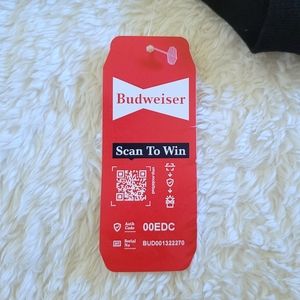 Budweiser
Scan To Win
Auth Code 00EDC
Serial No BUD001322270